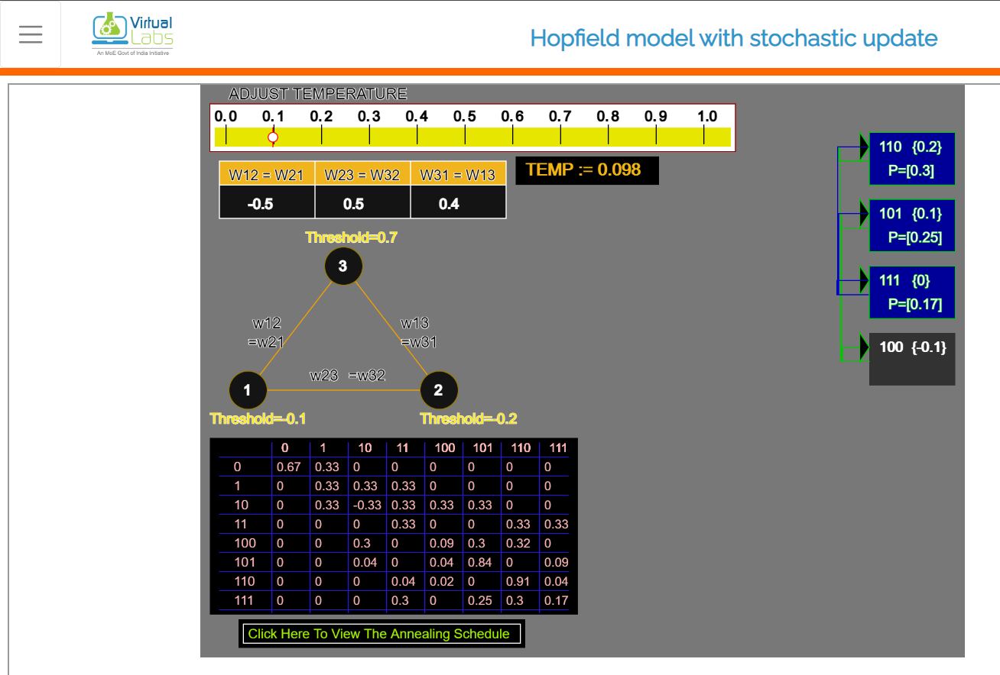 Virtual
Labs
An MoE Govt of India Initiative
Hopfield model with stochastic update
ADJUST TEMPERATURE
0.0 0.1 0.2 0.3 0.4 0.5 0.6 0.7 0.8 0.9 1.0
W12 = W21 W23 = W32 W31 = W13
-0.5 0.5 0.4
TEMP := 0.098
Threshold=0.7
3
w12
=w21
w13
=w31
w23 =w32
1
2
Threshold=-0.1
Threshold=-0.2
0 1 10 11 100 101 110 111
0 0.67 0.33 0 0 0 0 0 0
1 0 0.33 0.33 0.33 0 0 0 0
10 0 0.33 -0.33 0.33 0.33 0.33 0 0
11 0 0 0 0.33 0 0 0.33 0.33
100 0 0 0.3 0 0.09 0.3 0.32 0
101 0 0 0.04 0 0.04 0.84 0 0.09
110 0 0 0 0.04 0.02 0 0.91 0.04
111 0 0 0 0.3 0 0.25 0.3 0.17
Click Here To View The Annealing Schedule
110 {0.2}
P=[0.3]
101 {0.1}
P=[0.25]
111 {0}
P=[0.17]
100 {-0.1}